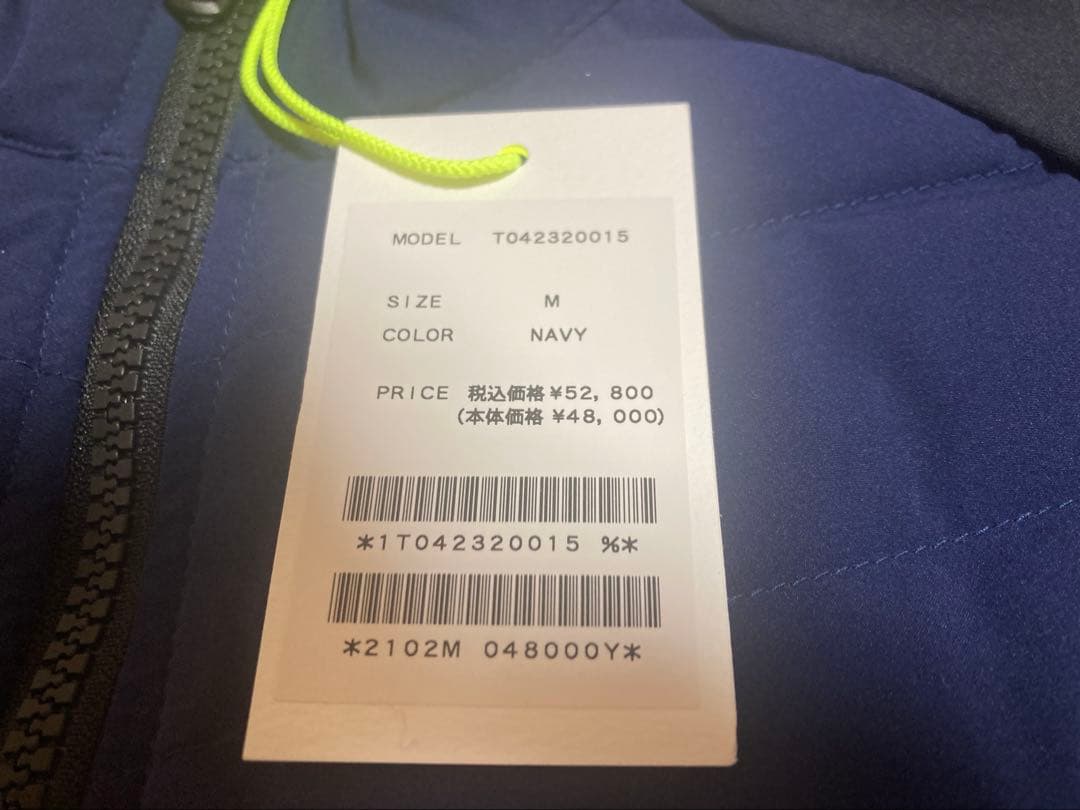 MODEL T042320015
SIZE M
COLOR NAVY
PRICE 税込価格 ¥52, 800
(本体価格 ¥48, 000)
*1T042320015 %*
*2102M 048000Y*